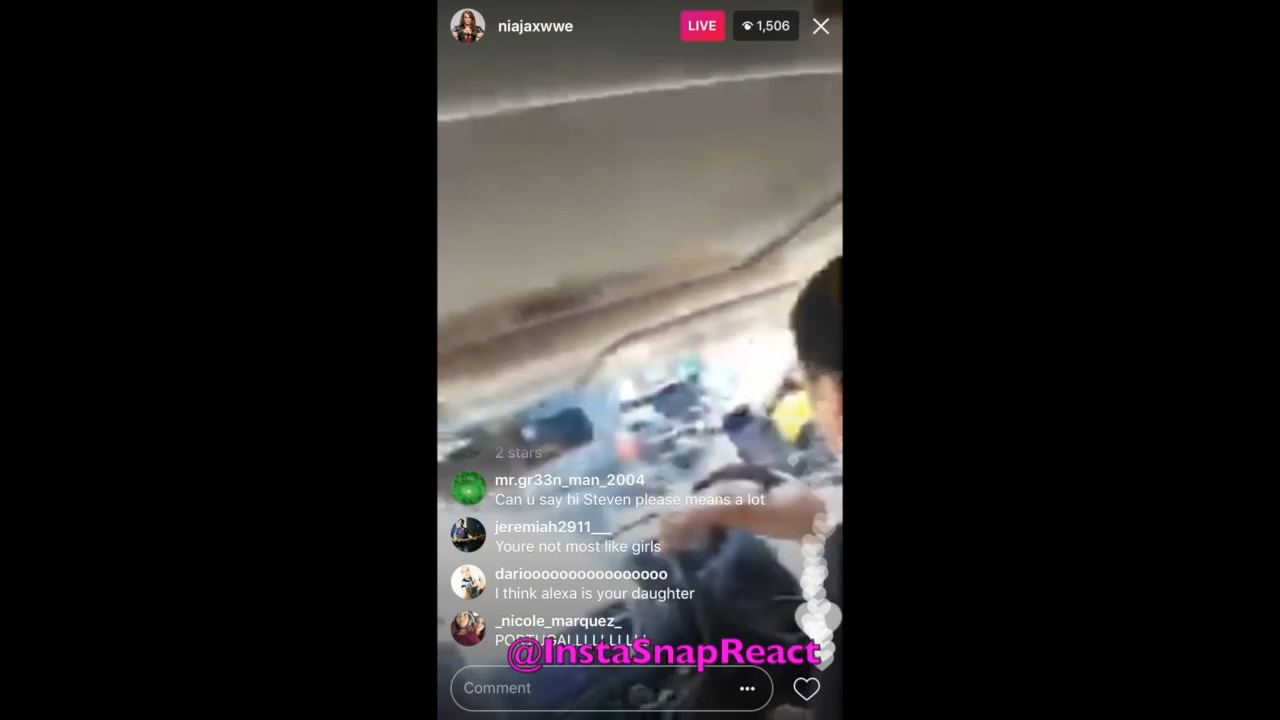 niajaxwwe
LIVE
1,506
2 stars
mr.gr33n_man_2004
Can u say hi Steven please means a lot
jeremiah2911___
Youre not most like girls
dariooooooooooooooooo
I think alexa is your daughter
_nicole_marquez_
@InstaSnapReact
Comment